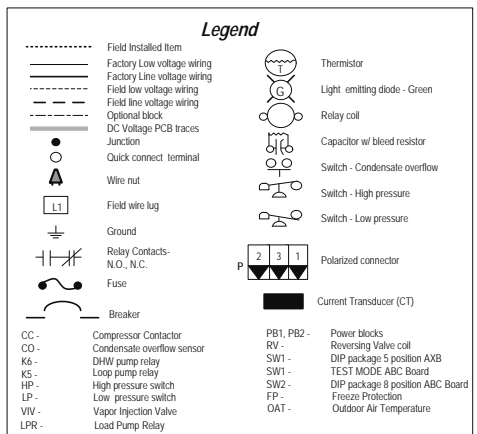 Legend
Field Installed Item
Factory Low voltage wiring
Factory Line voltage wiring
Field low voltage wiring
Field line voltage wiring
Optional block
DC Voltage PCB traces
Junction
Quick connect terminal
Wire nut
L1 Field wire lug
Ground
Relay Contacts-
N.O., N.C.
Fuse
Breaker
T Thermistor
G Light emitting diode - Green
Relay coil
Capacitor w/ bleed resistor
Switch - Condensate overflow
Switch - High pressure
Switch - Low pressure
P 2 3 1 Polarized connector
Current Transducer (CT)
CC - Compressor Contactor
CO - Condensate overflow sensor
K6 - DHW pump relay
K5 - Loop pump relay
HP - High pressure switch
LP - Low pressure switch
VIV - Vapor Injection Valve
LPR - Load Pump Relay
PB1, PB2 - Power blocks
RV - Reversing Valve coil
SW1 - DIP package 5 position AXB
SW1 - TEST MODE ABC Board
SW2 - DIP package 8 position ABC Board
FP - Freeze Protection
OAT - Outdoor Air Temperature